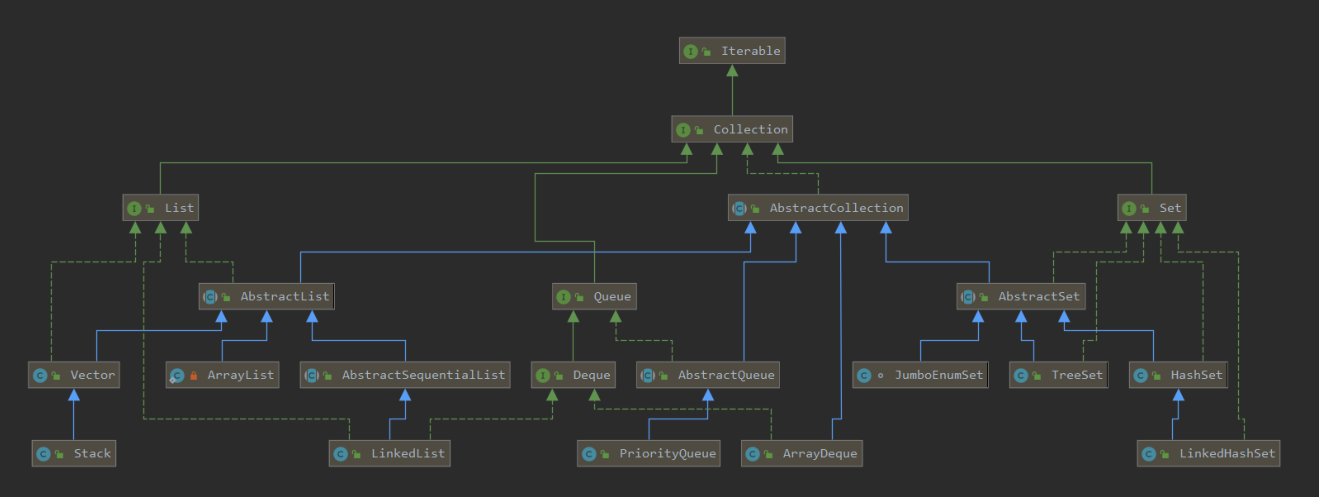 Iterable
Collection
List
AbstractCollection
Set
AbstractList
Queue
AbstractSet
Vector
ArrayList
AbstractSequentialList
Deque
AbstractQueue
JumboEnumSet
TreeSet
HashSet
Stack
LinkedList
PriorityQueue
ArrayDeque
LinkedHashSet